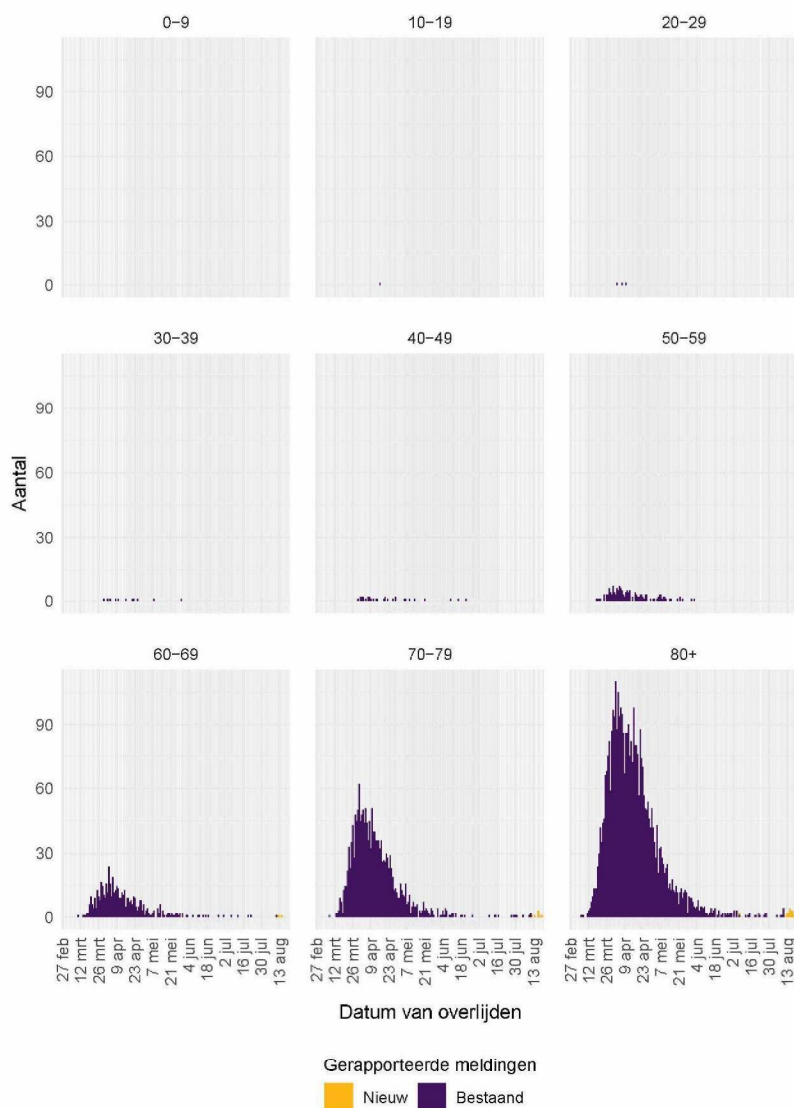 0−9 10−19 20−29
90
60
30
0
30−39 40−49 50−59
90
60
30
0
Aantal
60−69 70−79 80+
90
60
30
0
27 feb 12 mrt 26 mrt 9 apr 23 apr 7 mei 21 mei 4 jun 18 jun 2 jul 16 jul 30 jul 13 aug
27 feb 12 mrt 26 mrt 9 apr 23 apr 7 mei 21 mei 4 jun 18 jun 2 jul 16 jul 30 jul 13 aug
27 feb 12 mrt 26 mrt 9 apr 23 apr 7 mei 21 mei 4 jun 18 jun 2 jul 16 jul 30 jul 13 aug
Datum van overlijden
Gerapporteerde meldingen
Nieuw Bestaand